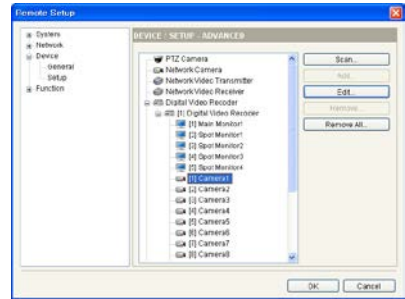 Remote Setup
System
Network
Device
General
Setup
Function
DEVICE : SETUP - ADVANCED
PTZ Camera
Network Camera
Network Video Transmitter
Network Video Receiver
Digital Video Recoder
[1] Digital Video Recorder
[1] Main Monitor1
[2] Spot Monitor1
[3] Spot Monitor2
[4] Spot Monitor3
[5] Spot Monitor4
[1] Camera1
[2] Camera2
[3] Camera3
[4] Camera4
[5] Camera5
[6] Camera6
[7] Camera7
[8] Camera8
Scan...
Add...
Edit...
Remove...
Remove All...
OK
Cancel